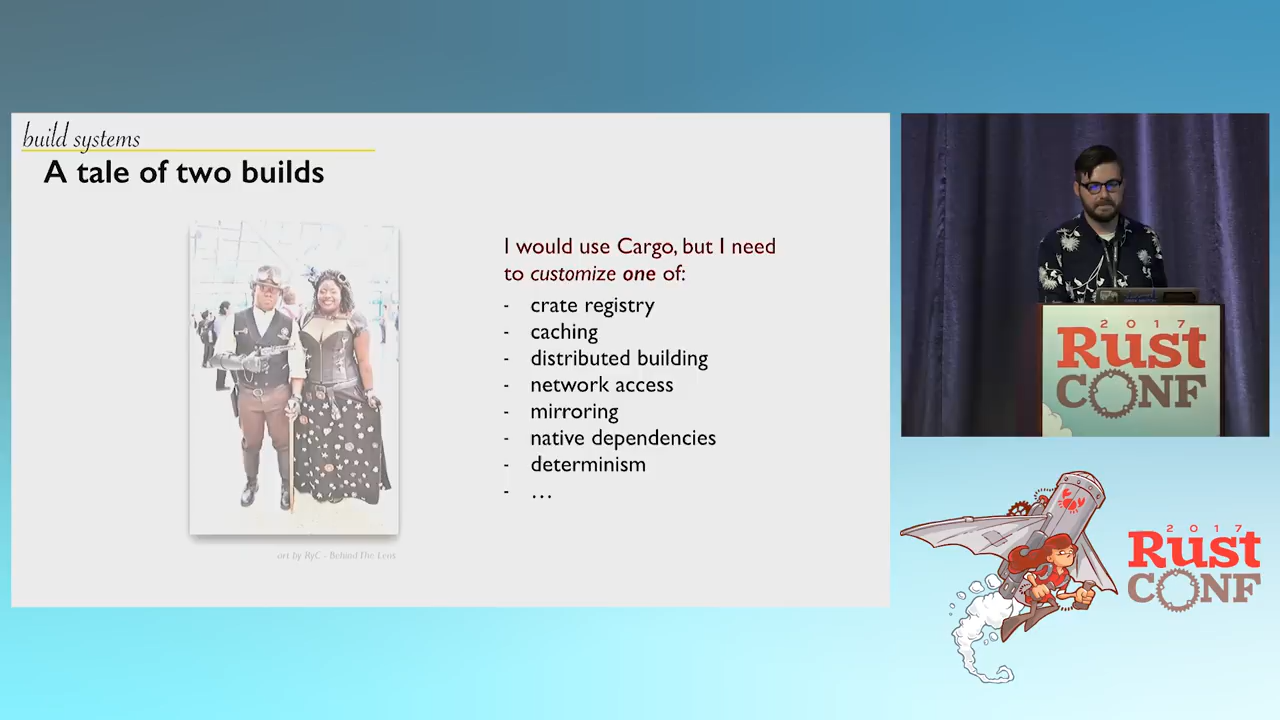 build systems
A tale of two builds
I would use Cargo, but I need
to customize one of:
- crate registry
- caching
- distributed building
- network access
- mirroring
- native dependencies
- determinism
- …
art by RyC - Behind The Lens
2017
Rust
CONF
2017
Rust
CONF